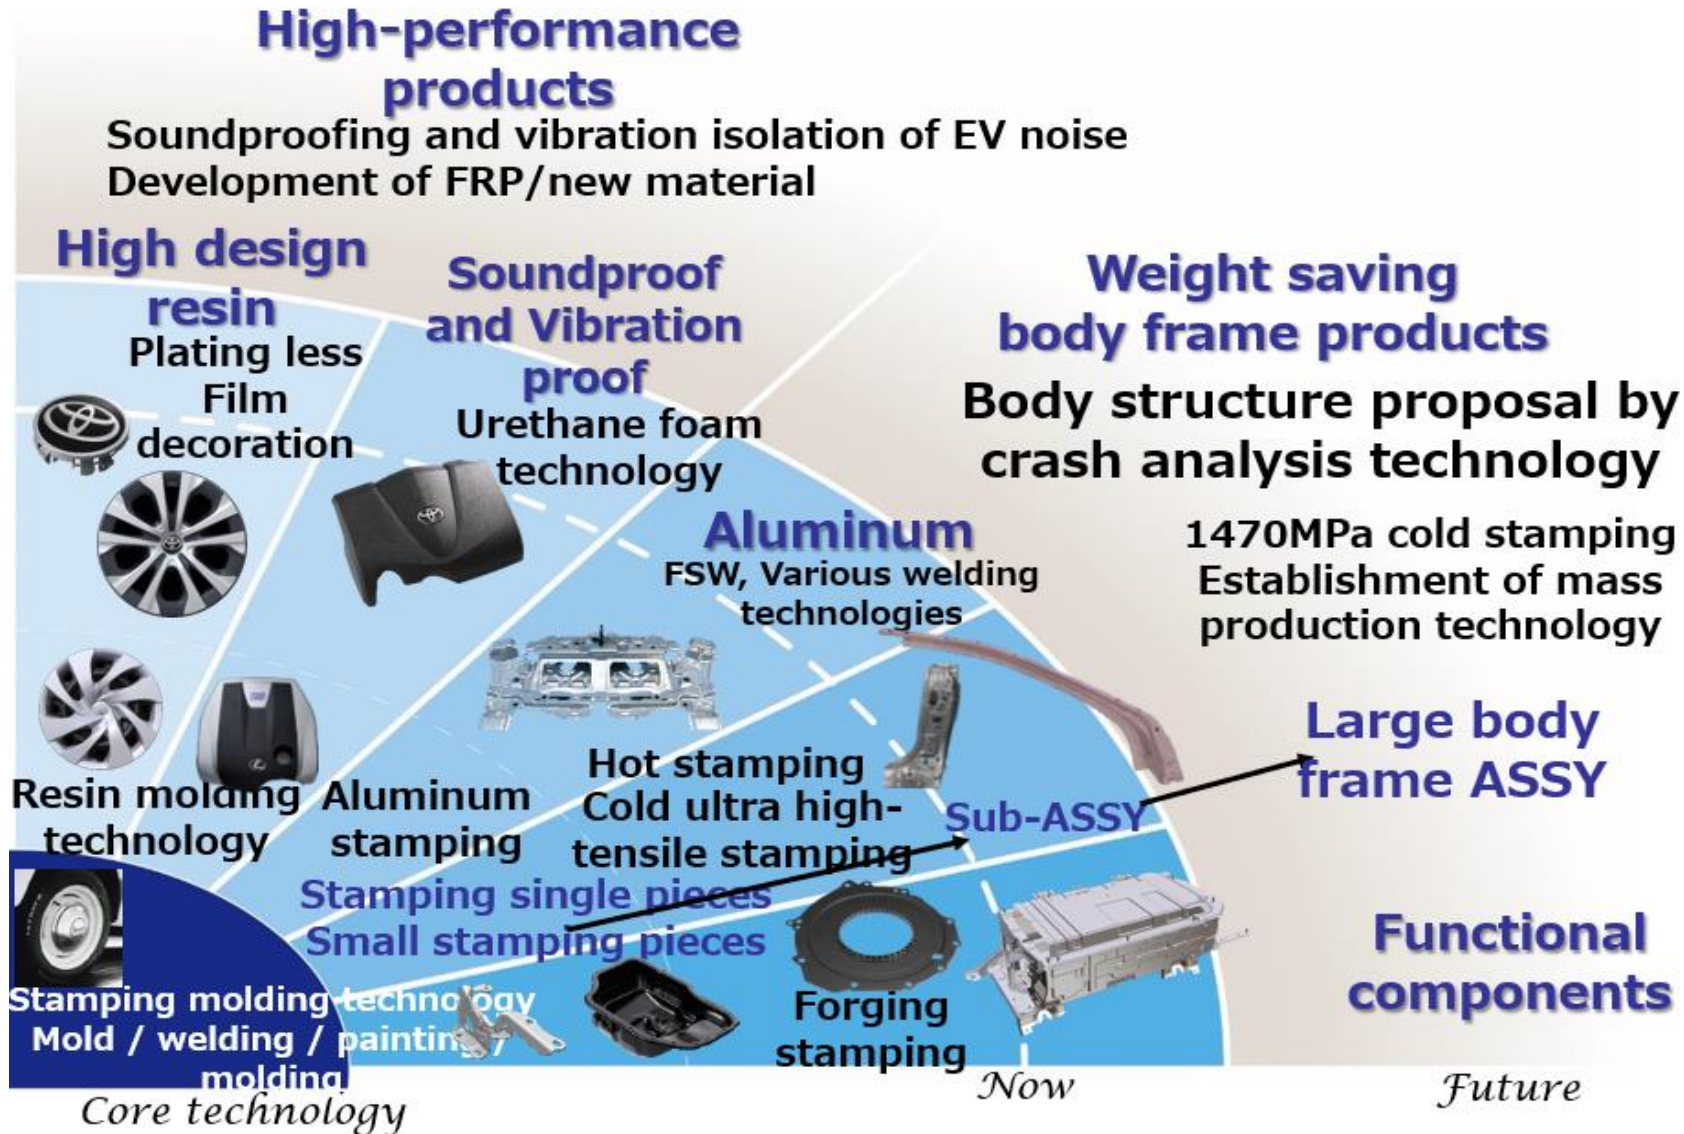 High-performance
products
Soundproofing and vibration isolation of EV noise
Development of FRP/new material
High design
resin
Plating less
Film
decoration
Soundproof
and Vibration
proof
Urethane foam
technology
Weight saving
body frame products
Body structure proposal by
crash analysis technology
1470MPa cold stamping
Establishment of mass
production technology
Aluminum
FSW, Various welding
technologies
Large body
frame ASSY
Resin molding
technology
Aluminum
stamping
Hot stamping
Cold ultra high-
tensile stamping
Sub-ASSY
Stamping single pieces
Small stamping pieces
Functional
components
Forging
stamping
Stamping molding technology
Mold / welding / painting /
molding
Core technology
Now
Future